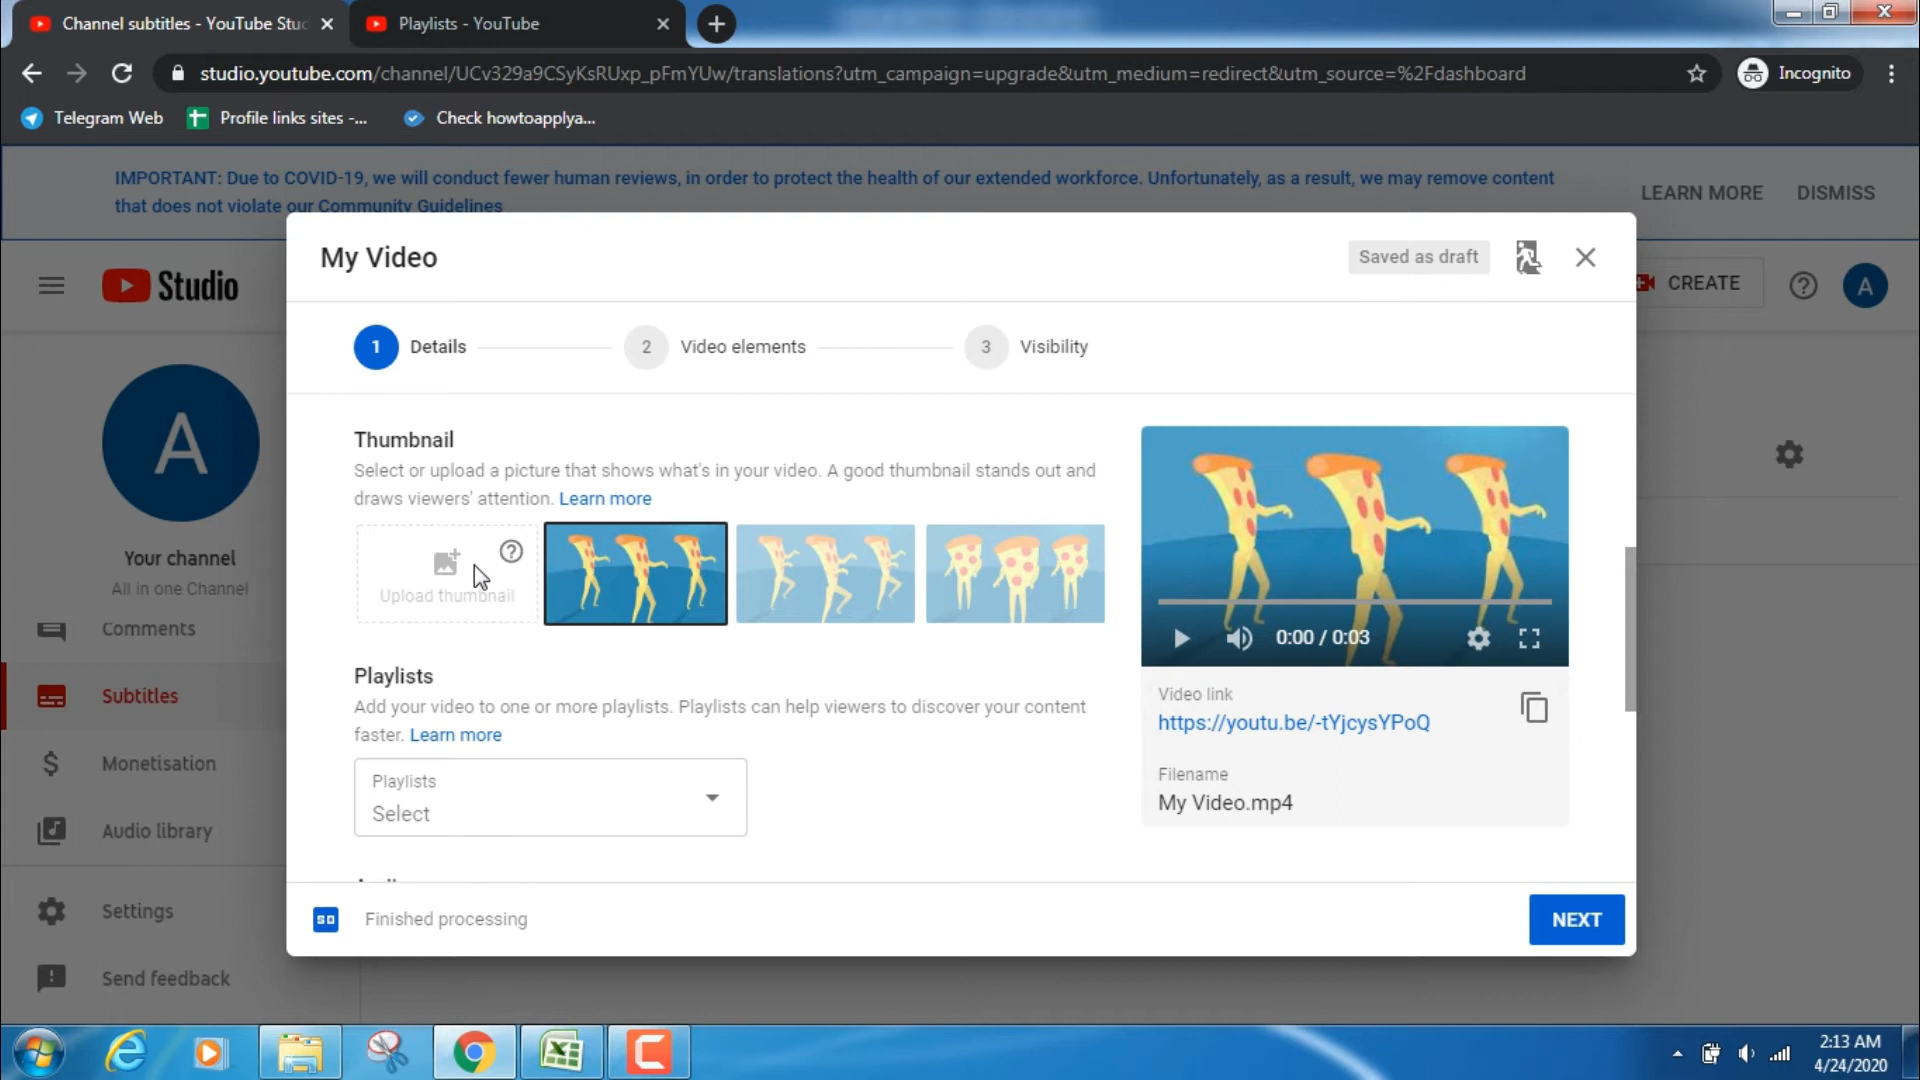 Channel subtitles - YouTube Stud
Playlists - YouTube
studio.youtube.com/channel/UCv329a9CSyKsRUxp_pFmYUw/translations?utm_campaign=upgrade&utm_medium=redirect&utm_source=%2Fdashboard
Incognito
Telegram Web
Profile links sites -...
Check howtoapplya...
IMPORTANT: Due to COVID-19, we will conduct fewer human reviews, in order to protect the health of our extended workforce. Unfortunately, as a result, we may remove content
that does not violate our Community Guidelines
LEARN MORE
DISMISS
My Video
Saved as draft
Studio
CREATE
A
1 Details
2 Video elements
3 Visibility
A
Your channel
All in one Channel
Comments
Subtitles
Monetisation
Audio library
Settings
Send feedback
Thumbnail
Select or upload a picture that shows what's in your video. A good thumbnail stands out and
draws viewers' attention. Learn more
Upload thumbnail
Playlists
Add your video to one or more playlists. Playlists can help viewers to discover your content
faster. Learn more
Playlists
Select
0:00 / 0:03
Video link
https://youtu.be/-tYjcysYPoQ
Filename
My Video.mp4
SD
Finished processing
NEXT
2:13 AM
4/24/2020